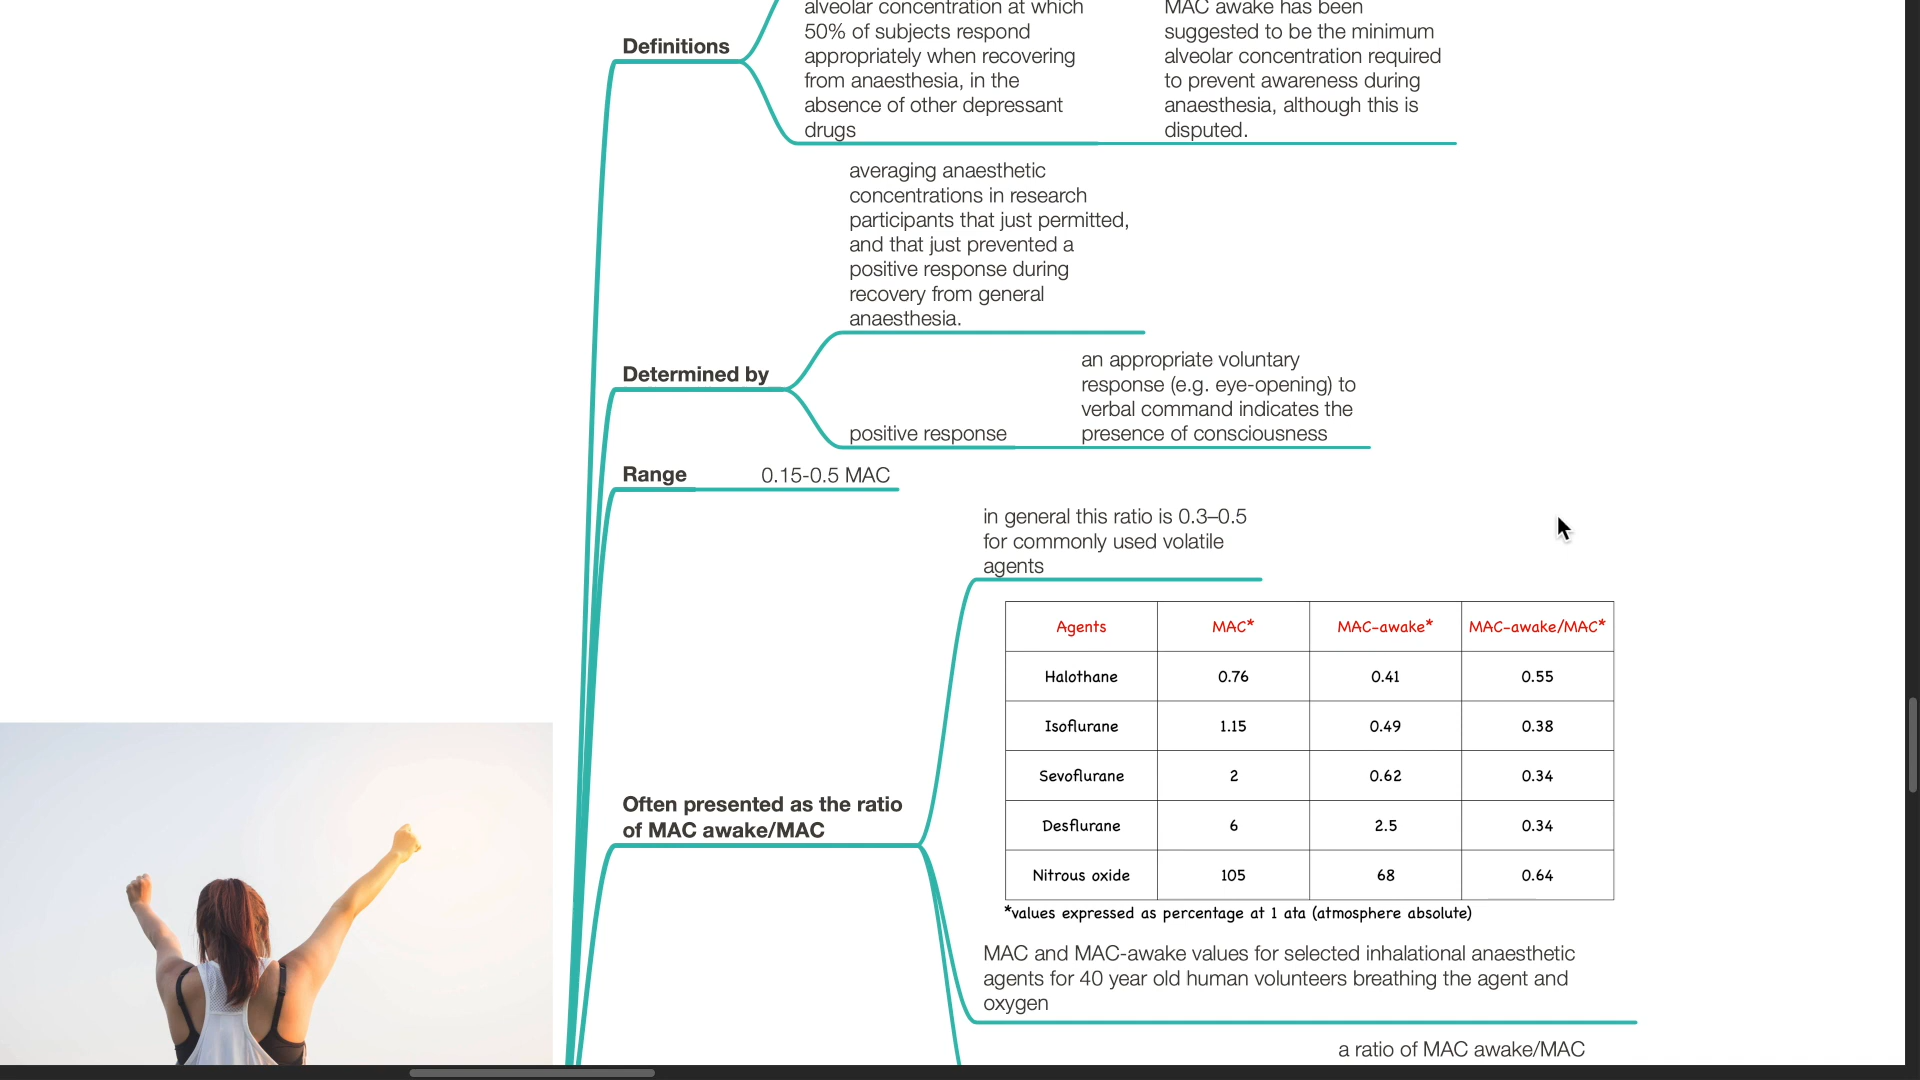 Definitions
alveolar concentration at which
50% of subjects respond
appropriately when recovering
from anaesthesia, in the
absence of other depressant
drugs
MAC awake has been
suggested to be the minimum
alveolar concentration required
to prevent awareness during
anaesthesia, although this is
disputed.
Determined by
averaging anaesthetic
concentrations in research
participants that just permitted,
and that just prevented a
positive response during
recovery from general
anaesthesia.
positive response
an appropriate voluntary
response (e.g. eye-opening) to
verbal command indicates the
presence of consciousness
Range 0.15-0.5 MAC
Often presented as the ratio
of MAC awake/MAC
in general this ratio is 0.3–0.5
for commonly used volatile
agents
Agents MAC* MAC-awake* MAC-awake/MAC*
Halothane 0.76 0.41 0.55
Isoflurane 1.15 0.49 0.38
Sevoflurane 2 0.62 0.34
Desflurane 6 2.5 0.34
Nitrous oxide 105 68 0.64
*values expressed as percentage at 1 ata (atmosphere absolute)
MAC and MAC-awake values for selected inhalational anaesthetic
agents for 40 year old human volunteers breathing the agent and
oxygen
a ratio of MAC awake/MAC